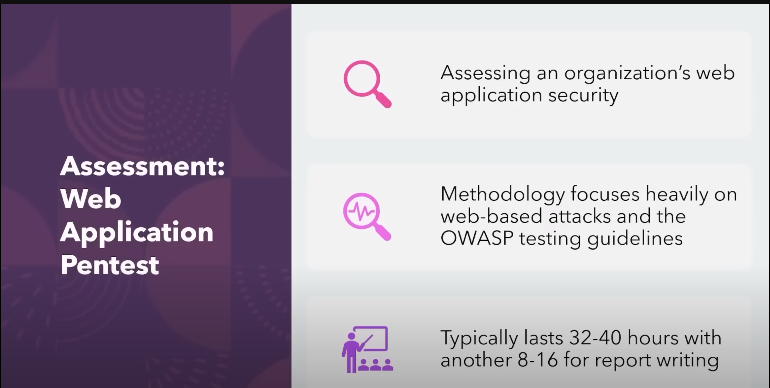 Assessment:
Web
Application
Pentest
Assessing an organization's web
application security
Methodology focuses heavily on
web-based attacks and the
OWASP testing guidelines
Typically lasts 32-40 hours with
another 8-16 for report writing